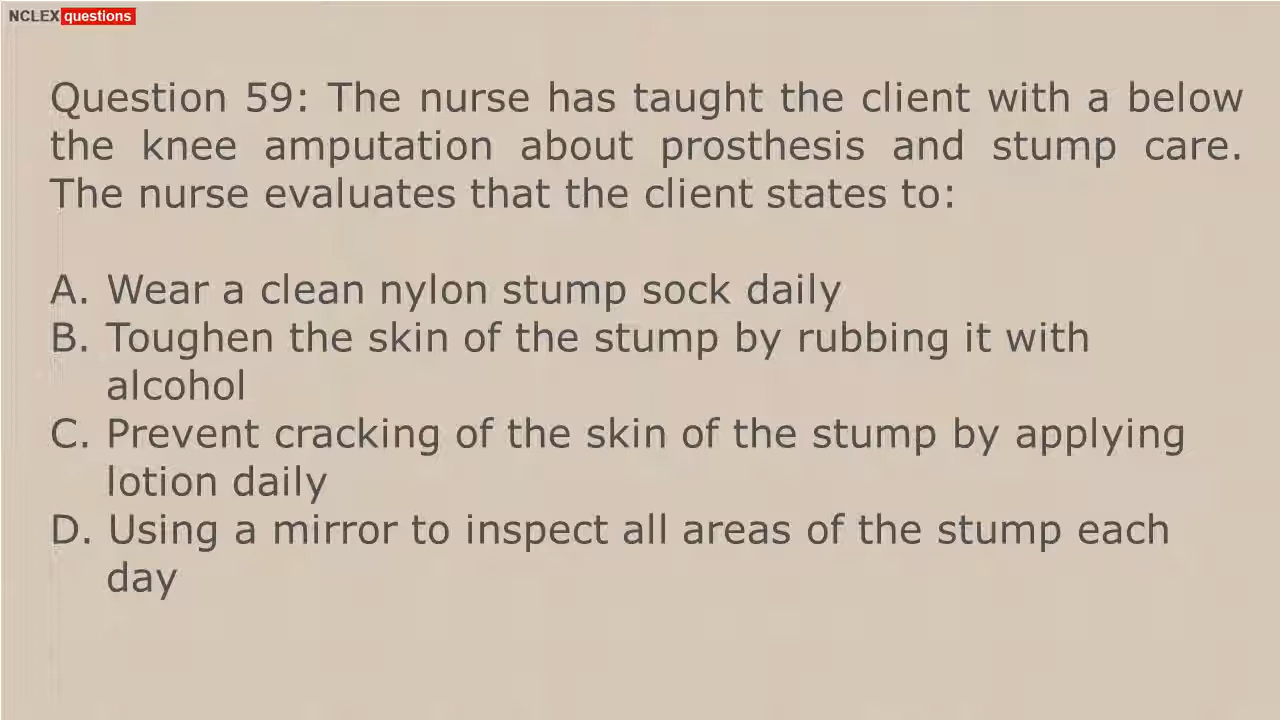 NCLEX questions
Question 59: The nurse has taught the client with a below
the knee amputation about prosthesis and stump care.
The nurse evaluates that the client states to:
A. Wear a clean nylon stump sock daily
B. Toughen the skin of the stump by rubbing it with
alcohol
C. Prevent cracking of the skin of the stump by applying
lotion daily
D. Using a mirror to inspect all areas of the stump each
day